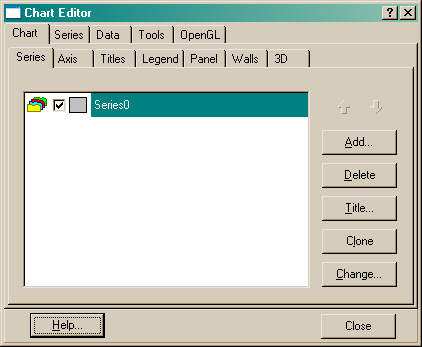 Chart Editor
Chart Series Data Tools OpenGL
Series Axis Titles Legend Panel Walls 3D
Series0
Add...
Delete
Title...
Clone
Change...
Help... Close